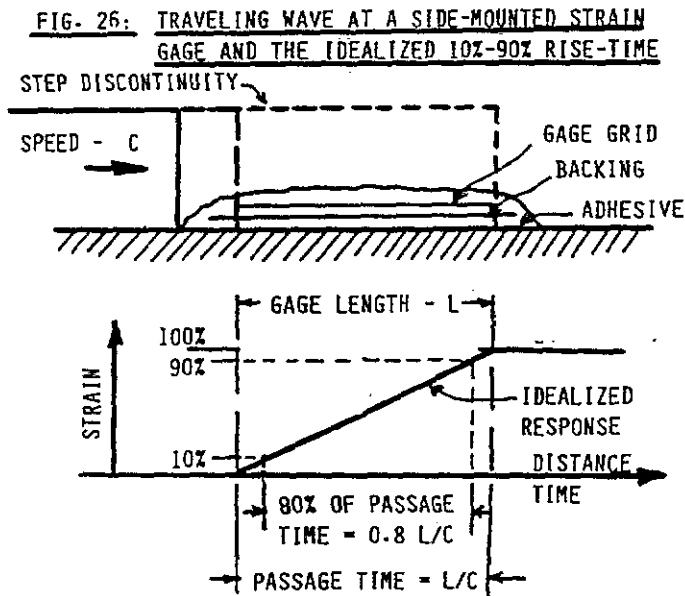 FIG. 26: TRAVELING WAVE AT A SIDE-MOUNTED STRAIN
GAGE AND THE IDEALIZED 10%-90% RISE-TIME
STEP DISCONTINUITY
SPEED - C
GAGE GRID
BACKING
ADHESIVE
GAGE LENGTH - L
100%
90%
IDEALIZED
RESPONSE
STRAIN
10%
DISTANCE
TIME
80% OF PASSAGE
TIME = 0.8 L/C
PASSAGE TIME = L/C